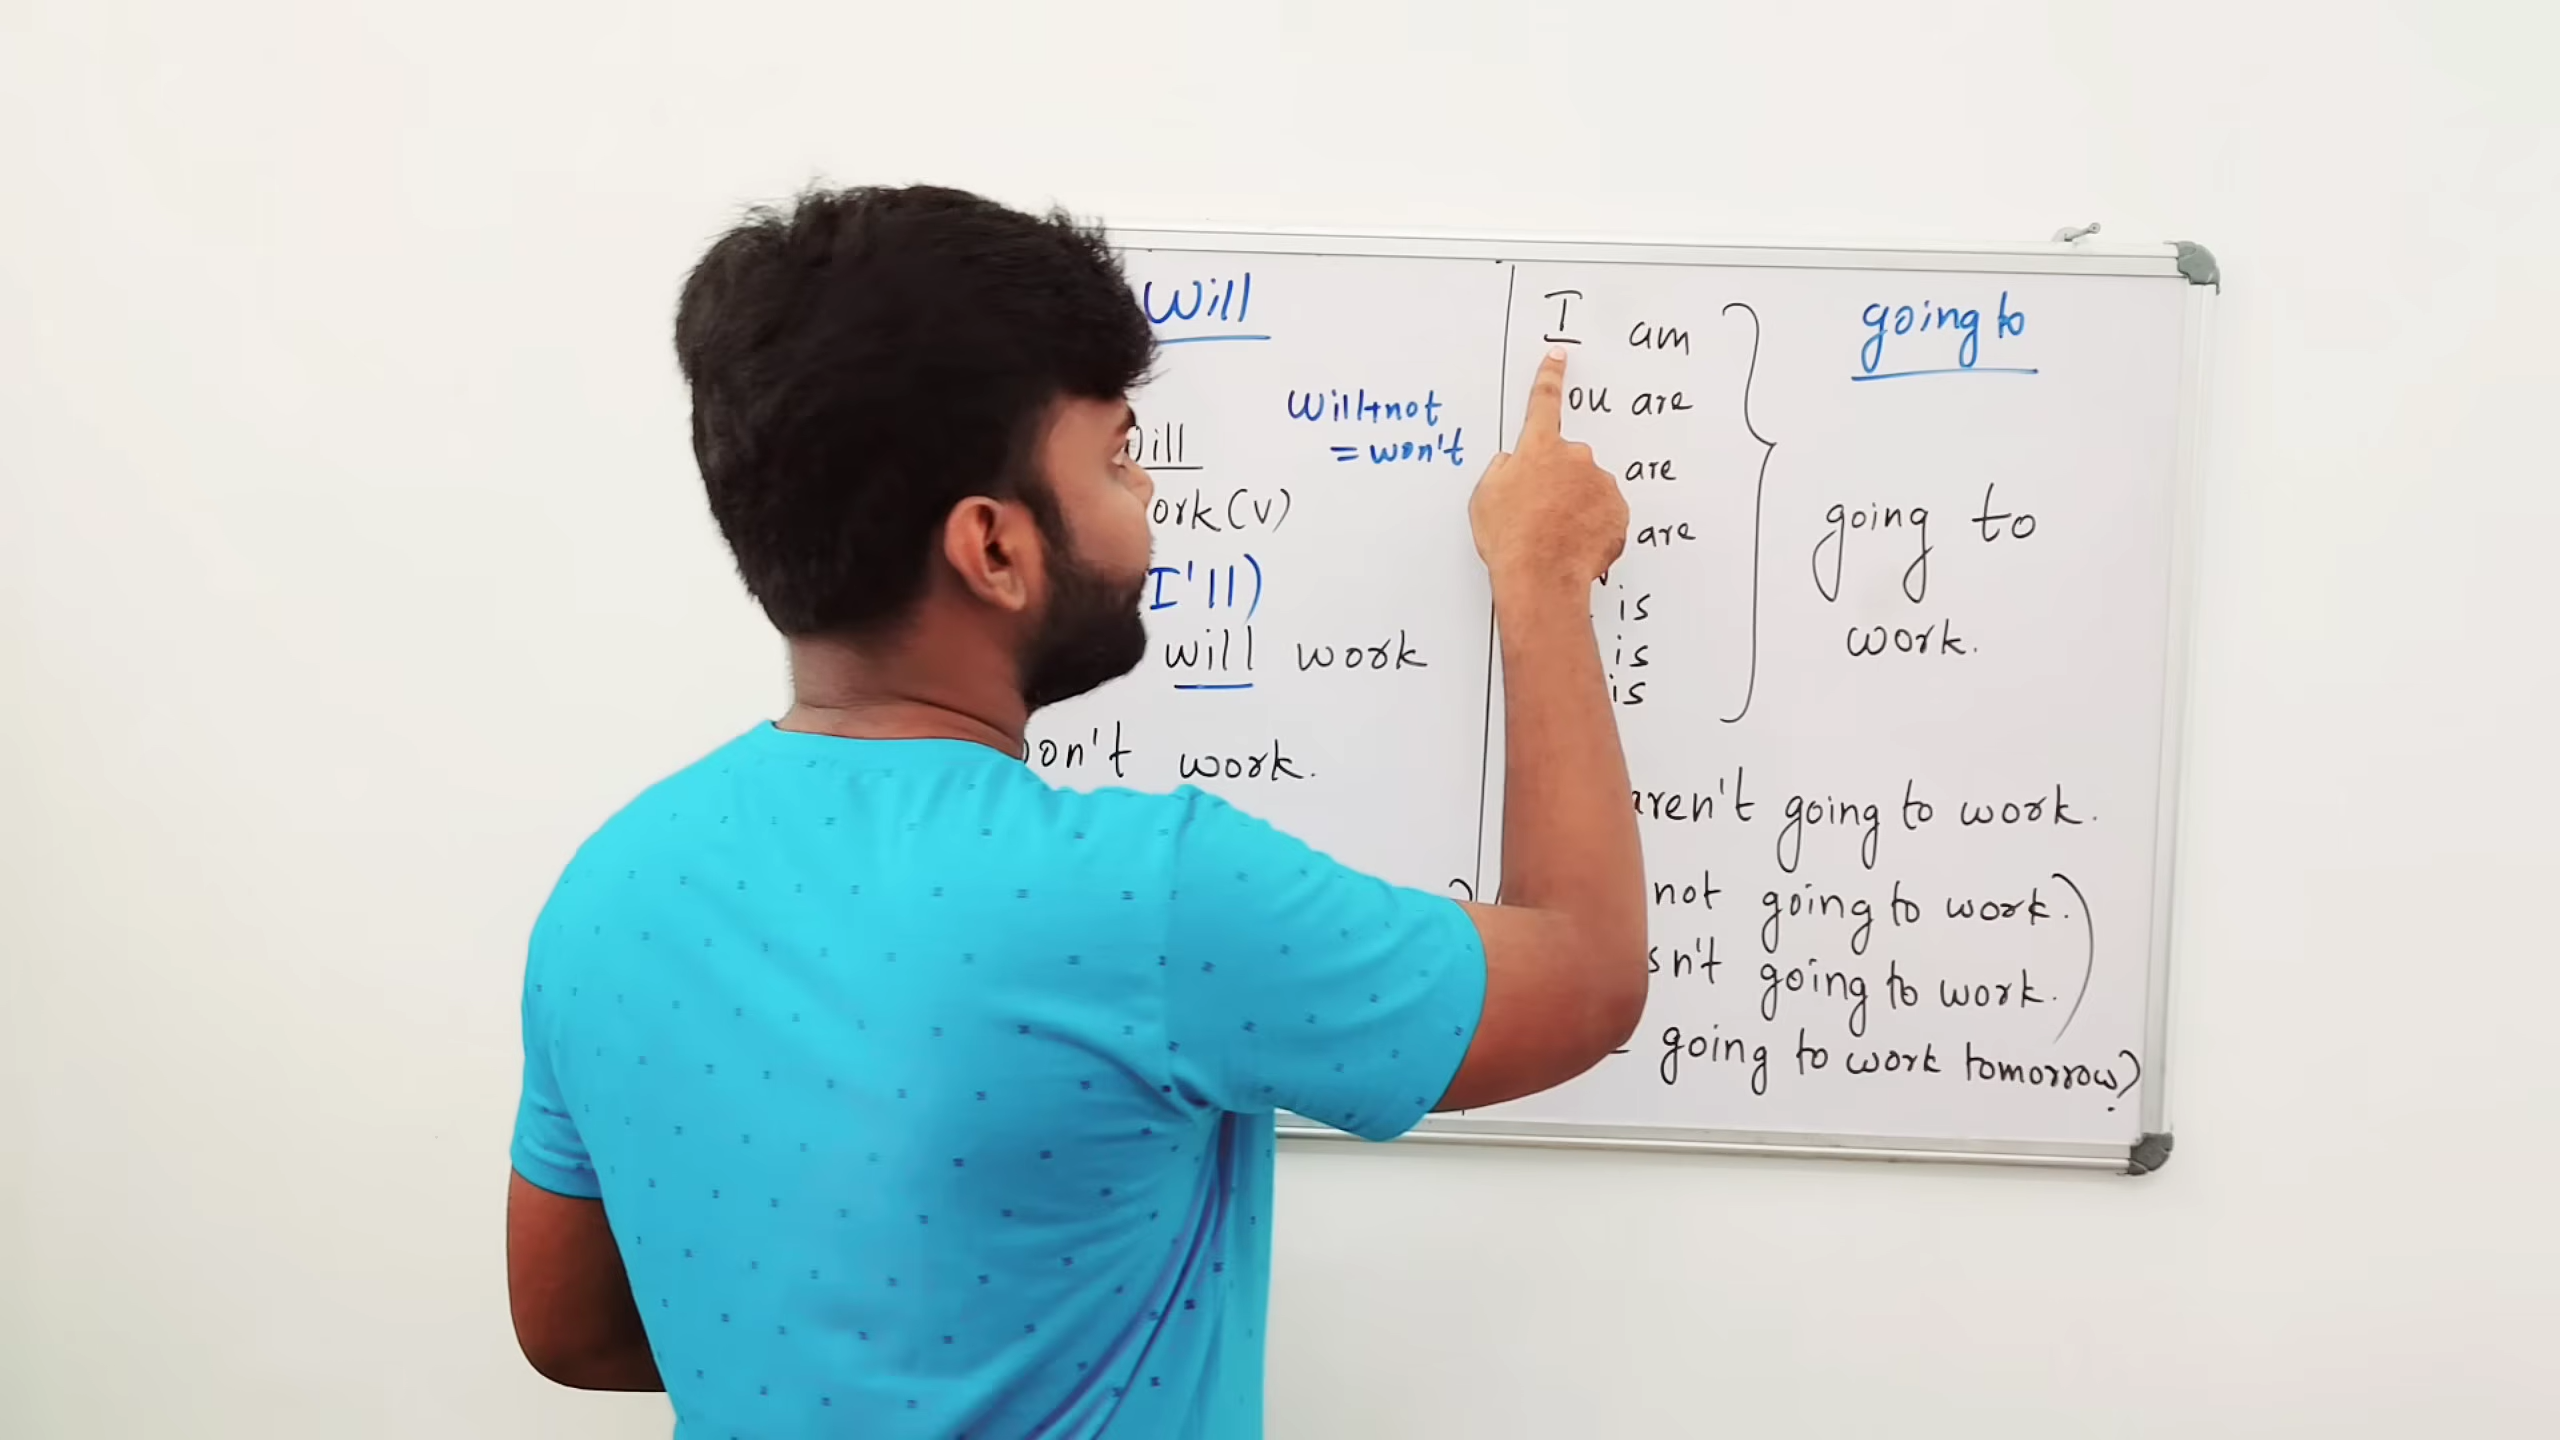 Will
will+not
= won't
ill
ork (v)
I'll)
will work
on't work.
I am
ou are
are
are
is
is
is
going to
going to
work.
aren't going to work.
not going to work.
sn't going to work.
going to work tomorrow?